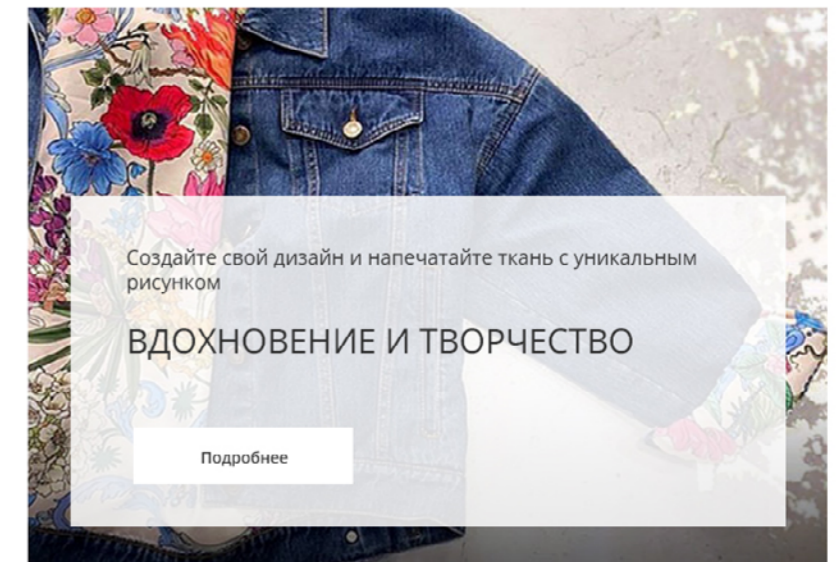 Создайте свой дизайн и напечатайте ткань с уникальным
рисунком
ВДОХНОВЕНИЕ И ТВОРЧЕСТВО
Подробнее